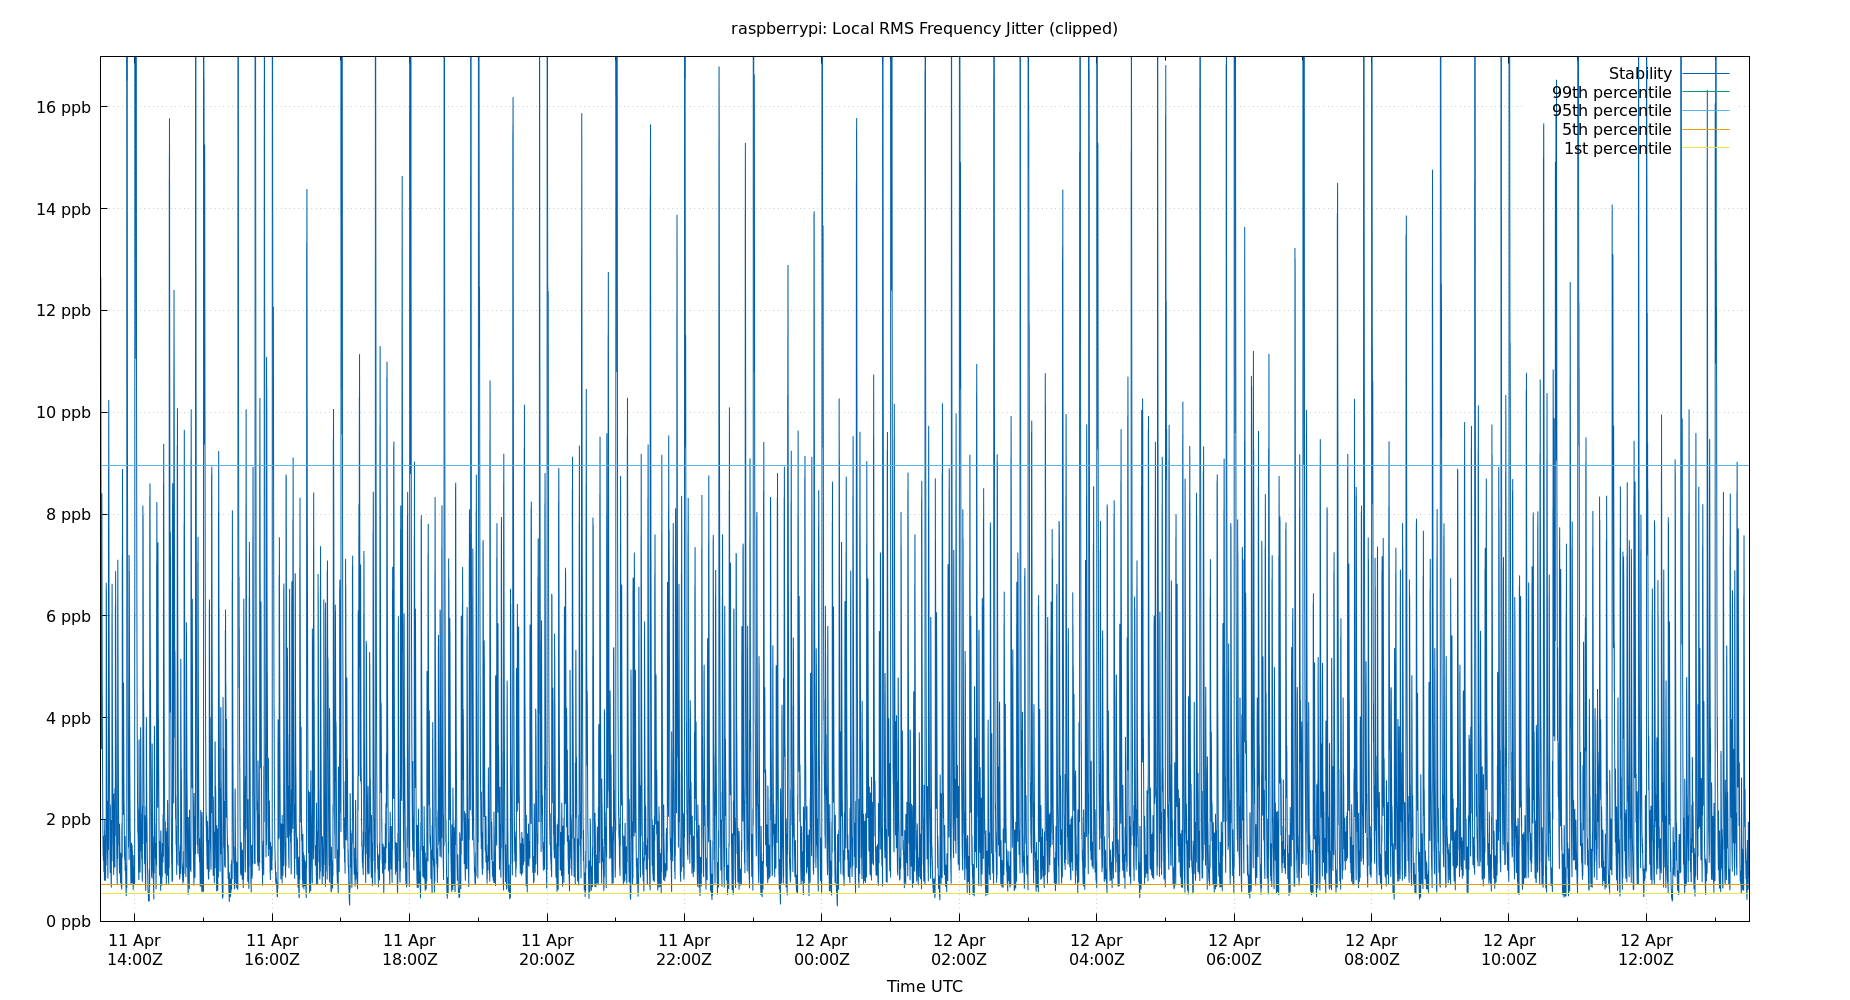 raspberrypi: Local RMS Frequency Jitter (clipped)
Stability
99th percentile
95th percentile
5th percentile
1st percentile
16 ppb
14 ppb
12 ppb
10 ppb
8 ppb
6 ppb
4 ppb
2 ppb
0 ppb
11 Apr 11 Apr 11 Apr 11 Apr 11 Apr 12 Apr 12 Apr 12 Apr 12 Apr 12 Apr 12 Apr 12 Apr
14:00Z 16:00Z 18:00Z 20:00Z 22:00Z 00:00Z 02:00Z 04:00Z 06:00Z 08:00Z 10:00Z 12:00Z
Time UTC